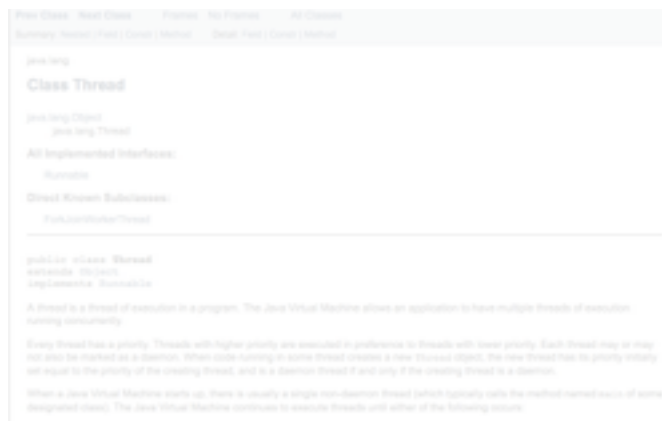 Prev Class Next Class Frames No Frames All Classes
Summary: Nested | Field | Constr | Method Detail: Field | Constr | Method
java.lang
Class Thread
java.lang.Object
java.lang.Thread
All Implemented Interfaces:
Runnable
Direct Known Subclasses:
ForkJoinWorkerThread
public class Thread
extends Object
implements Runnable
A thread is a thread of execution in a program. The Java Virtual Machine allows an application to have multiple threads of execution
running concurrently.
Every thread has a priority. Threads with higher priority are executed in preference to threads with lower priority. Each thread may or may
not also be marked as a daemon. When code running in some thread creates a new Thread object, the new thread has its priority initially
set equal to the priority of the creating thread, and is a daemon thread if and only if the creating thread is a daemon.
When a Java Virtual Machine starts up, there is usually a single non-daemon thread (which typically calls the method named main of some
designated class). The Java Virtual Machine continues to execute threads until either of the following occurs: